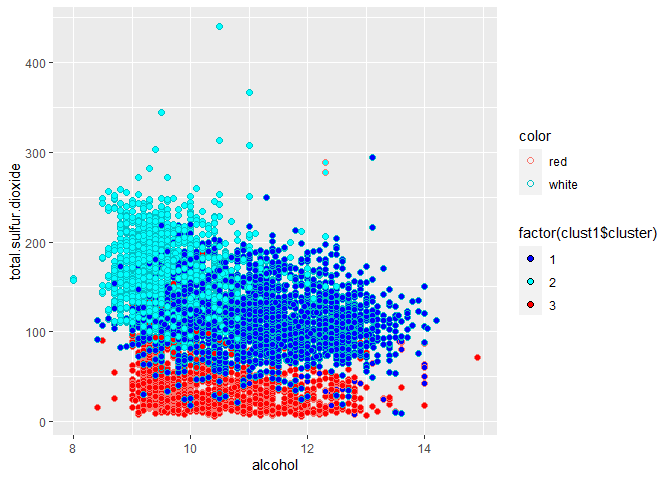 400
300
200
100
0
total sulfur dioxide
8 10 12 14
alcohol
color
red
white
factor(clust1$cluster)
1
2
3